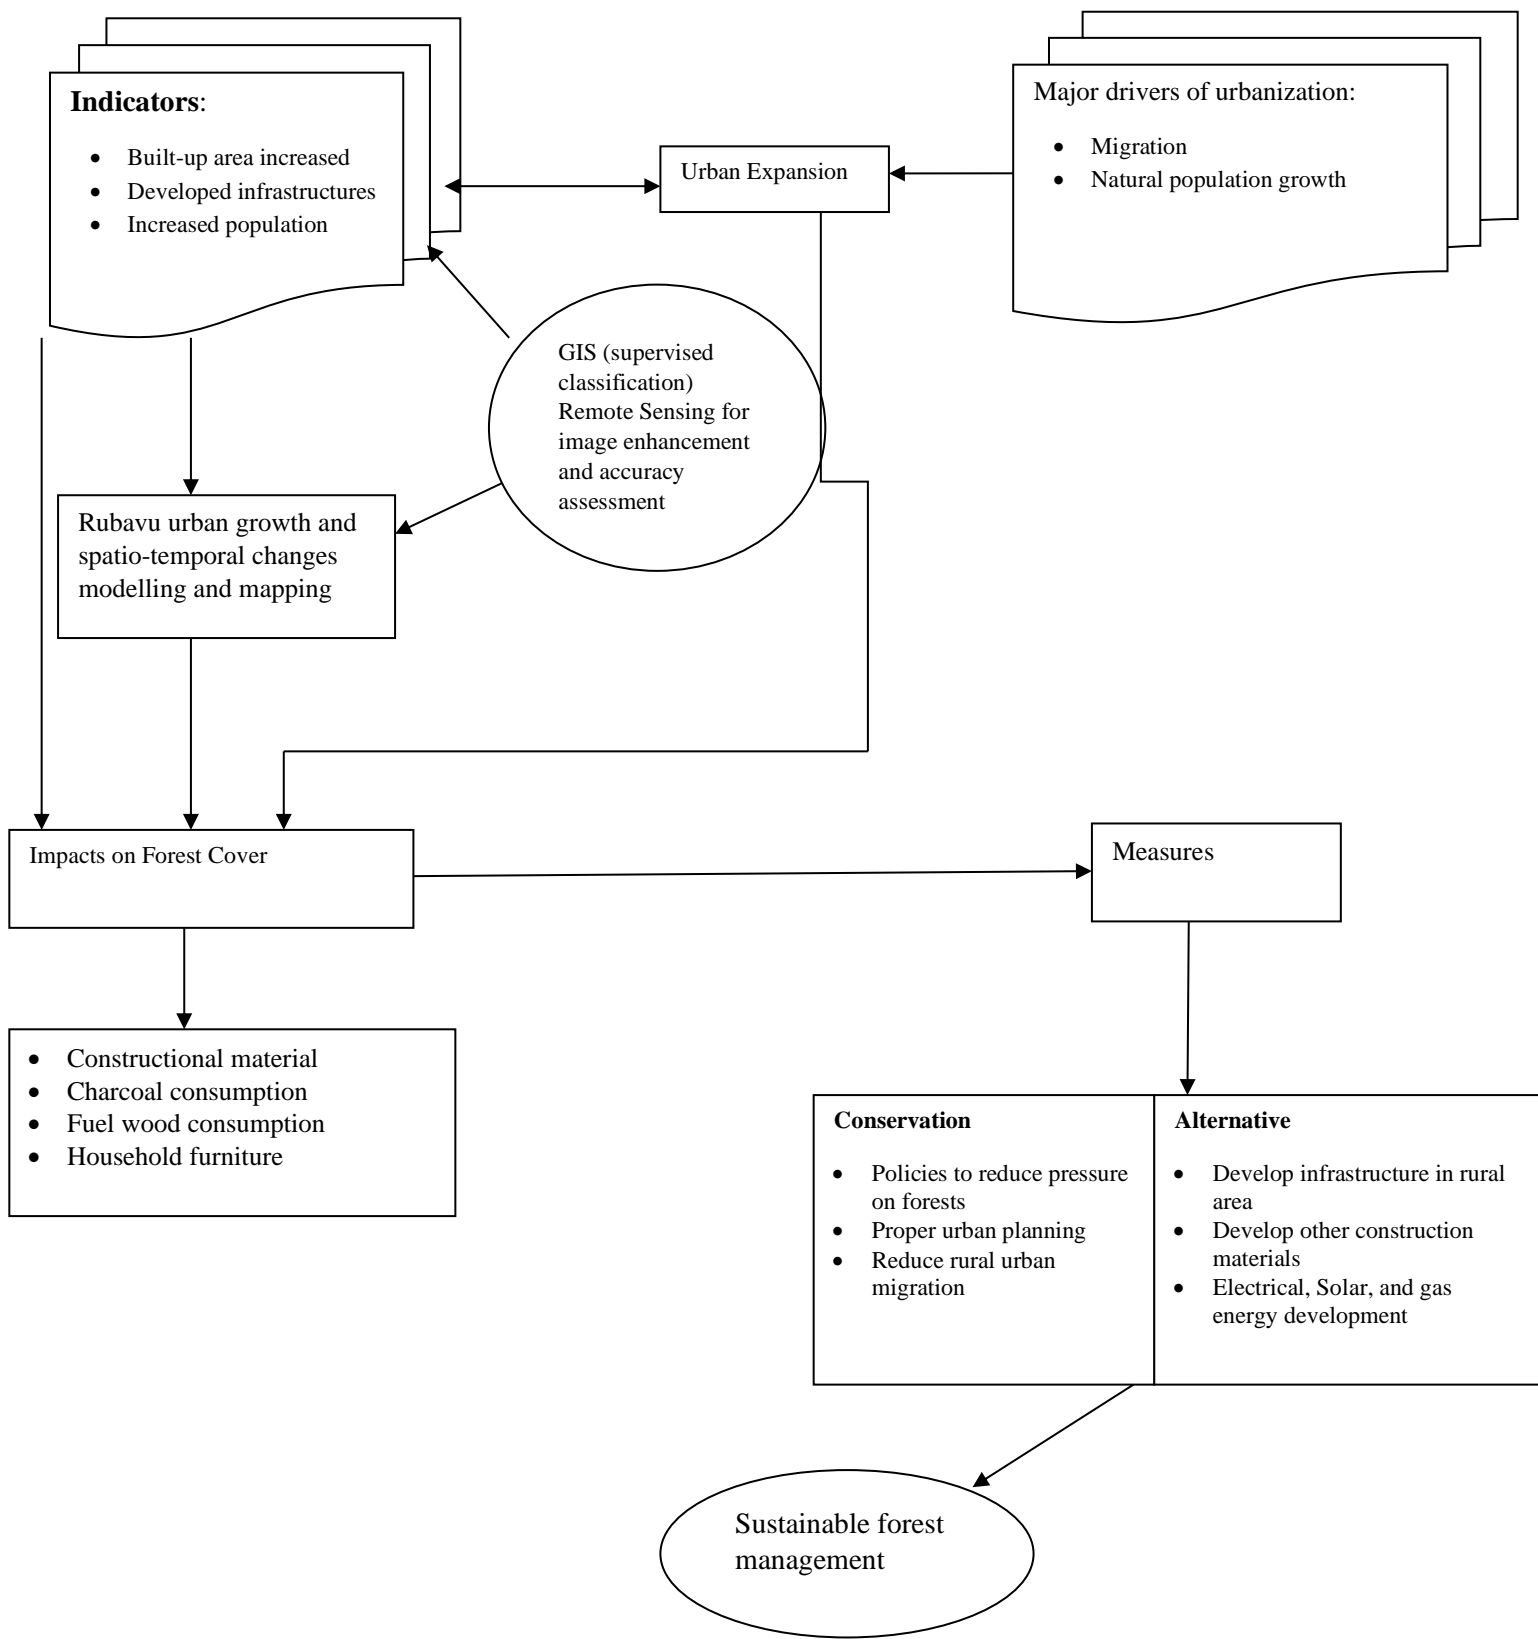 Indicators:
• Built-up area increased
• Developed infrastructures
• Increased population
Urban Expansion
Major drivers of urbanization:
• Migration
• Natural population growth
GIS (supervised
classification)
Remote Sensing for
image enhancement
and accuracy
assessment
Rubavu urban growth and
spatio-temporal changes
modelling and mapping
Impacts on Forest Cover
Measures
• Constructional material
• Charcoal consumption
• Fuel wood consumption
• Household furniture
Conservation
• Policies to reduce pressure
on forests
• Proper urban planning
• Reduce rural urban
migration
Alternative
• Develop infrastructure in rural
area
• Develop other construction
materials
• Electrical, Solar, and gas
energy development
Sustainable forest
management